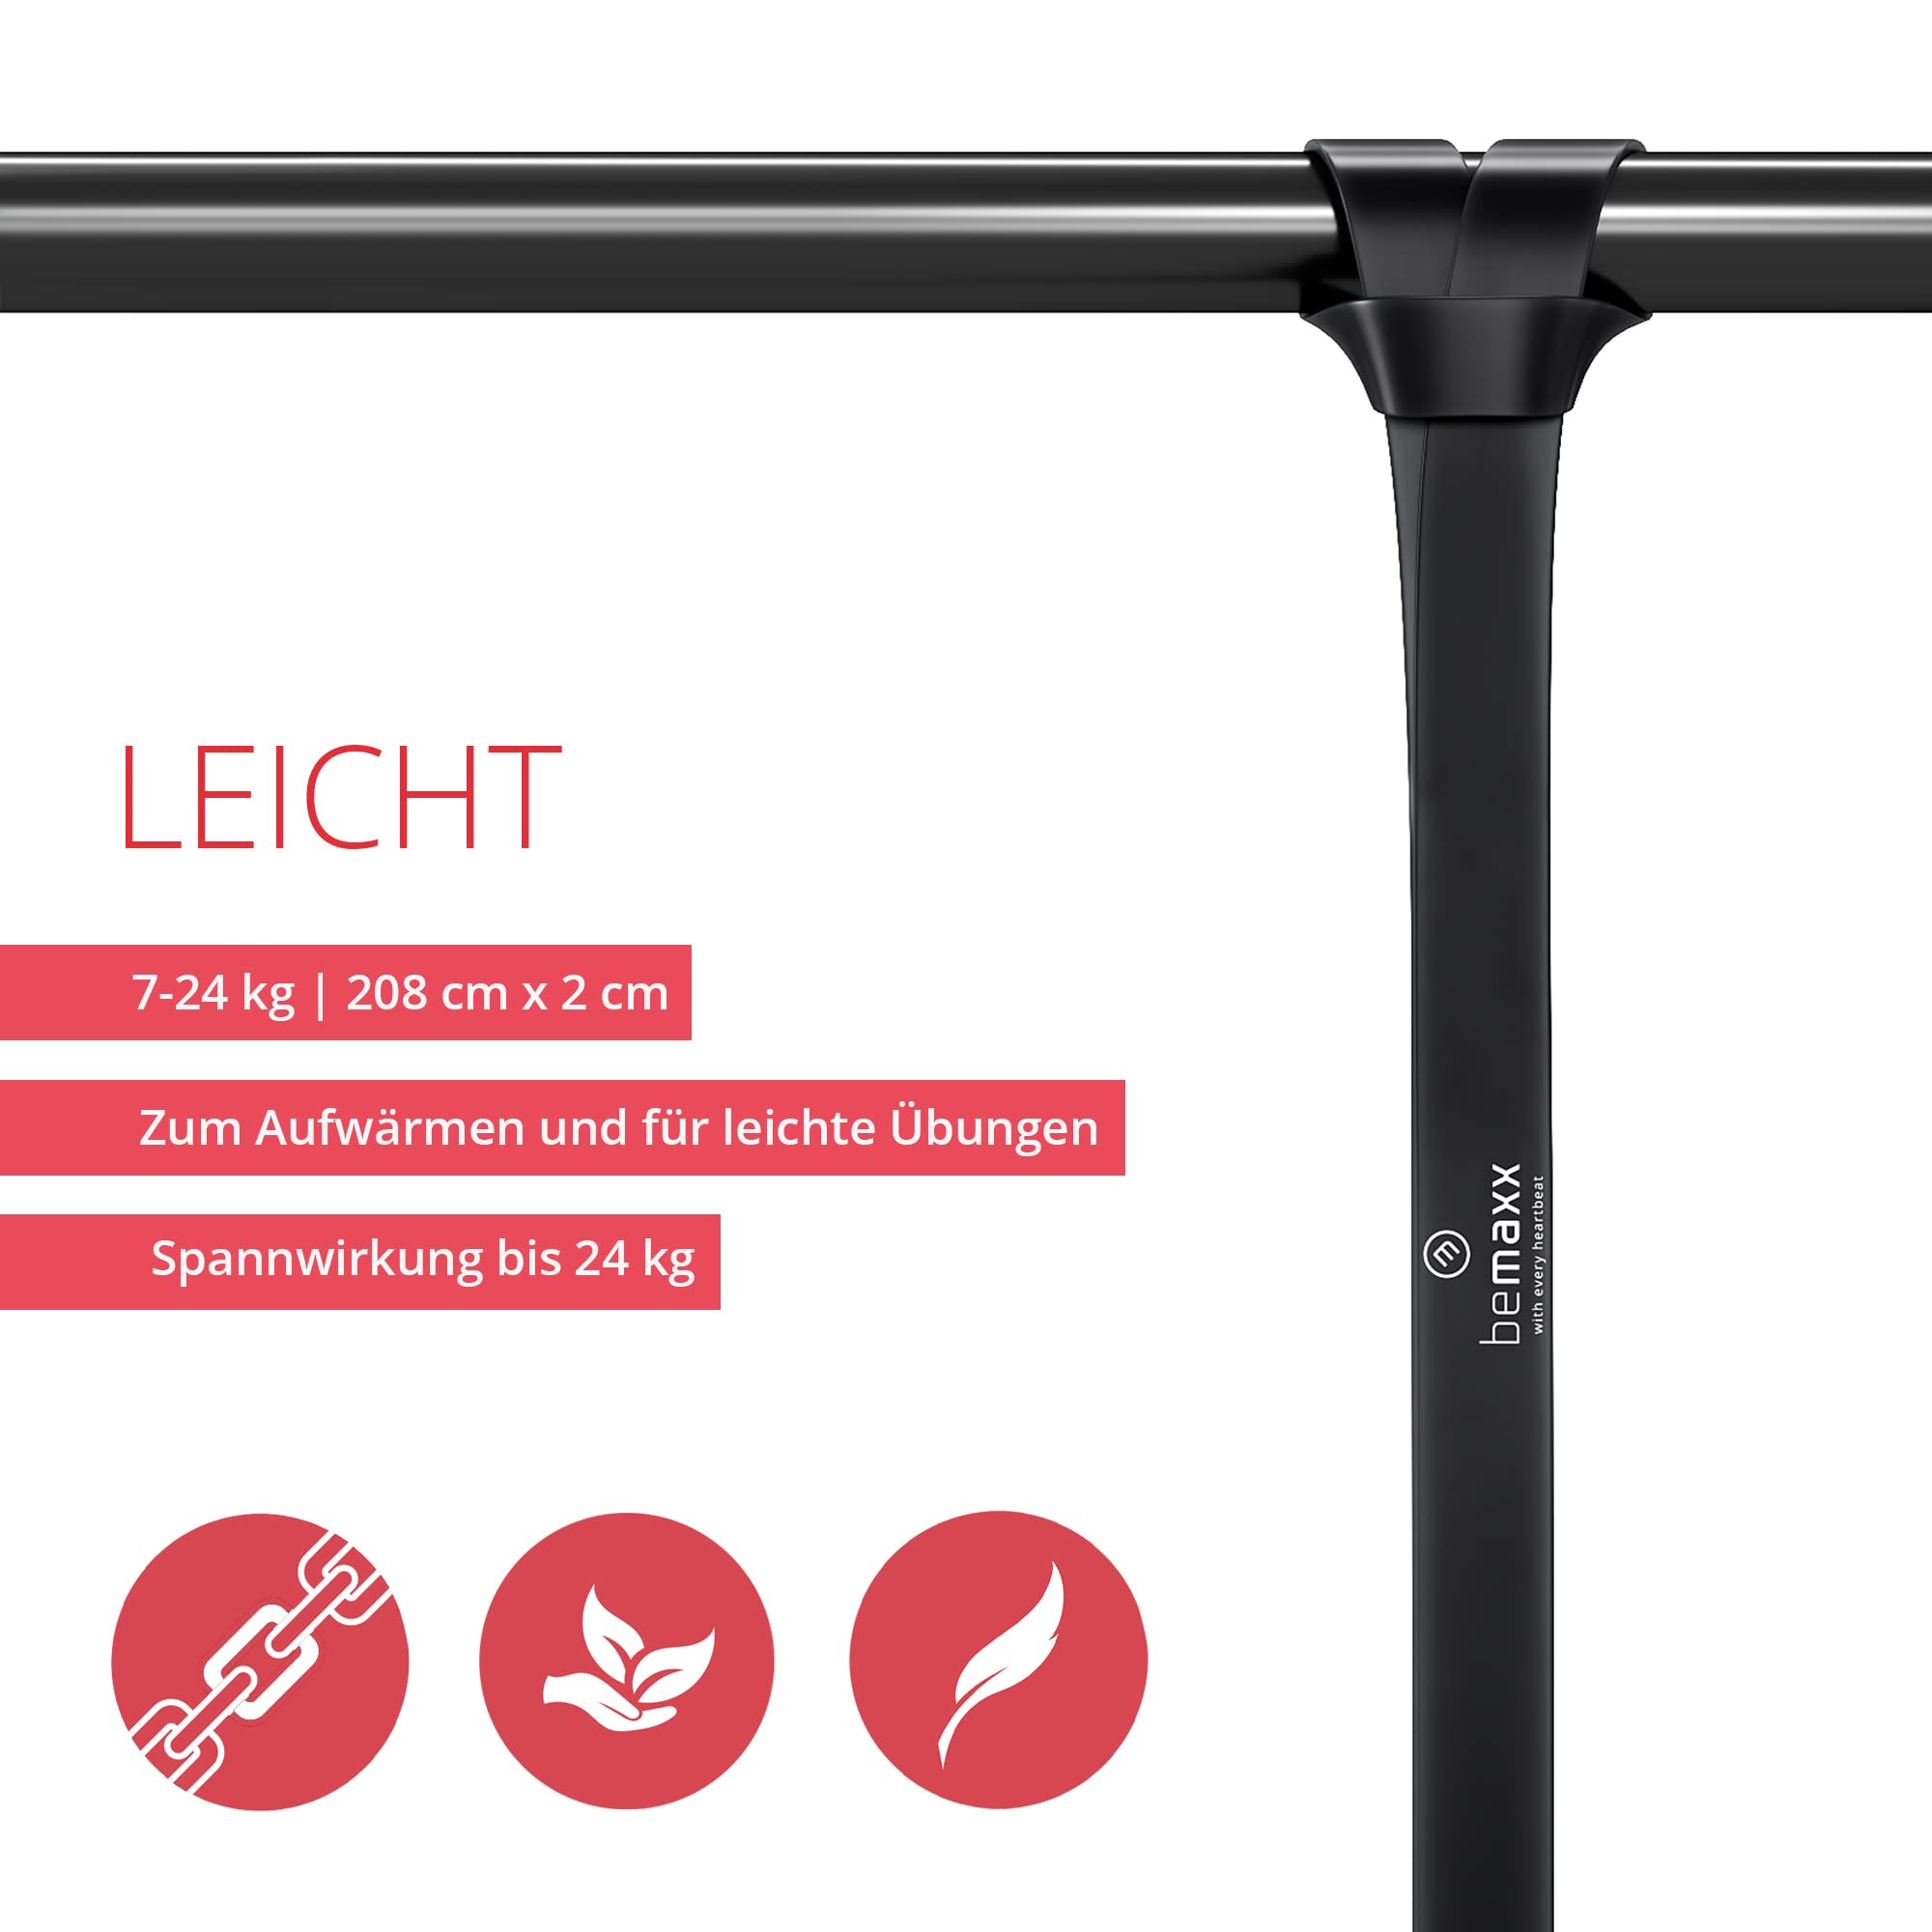 LEICHT
7-24 kg | 208 cm x 2 cm
Zum Aufwärmen und für leichte Übungen
Spannwirkung bis 24 kg
m
bemaxx
with every heartbeat